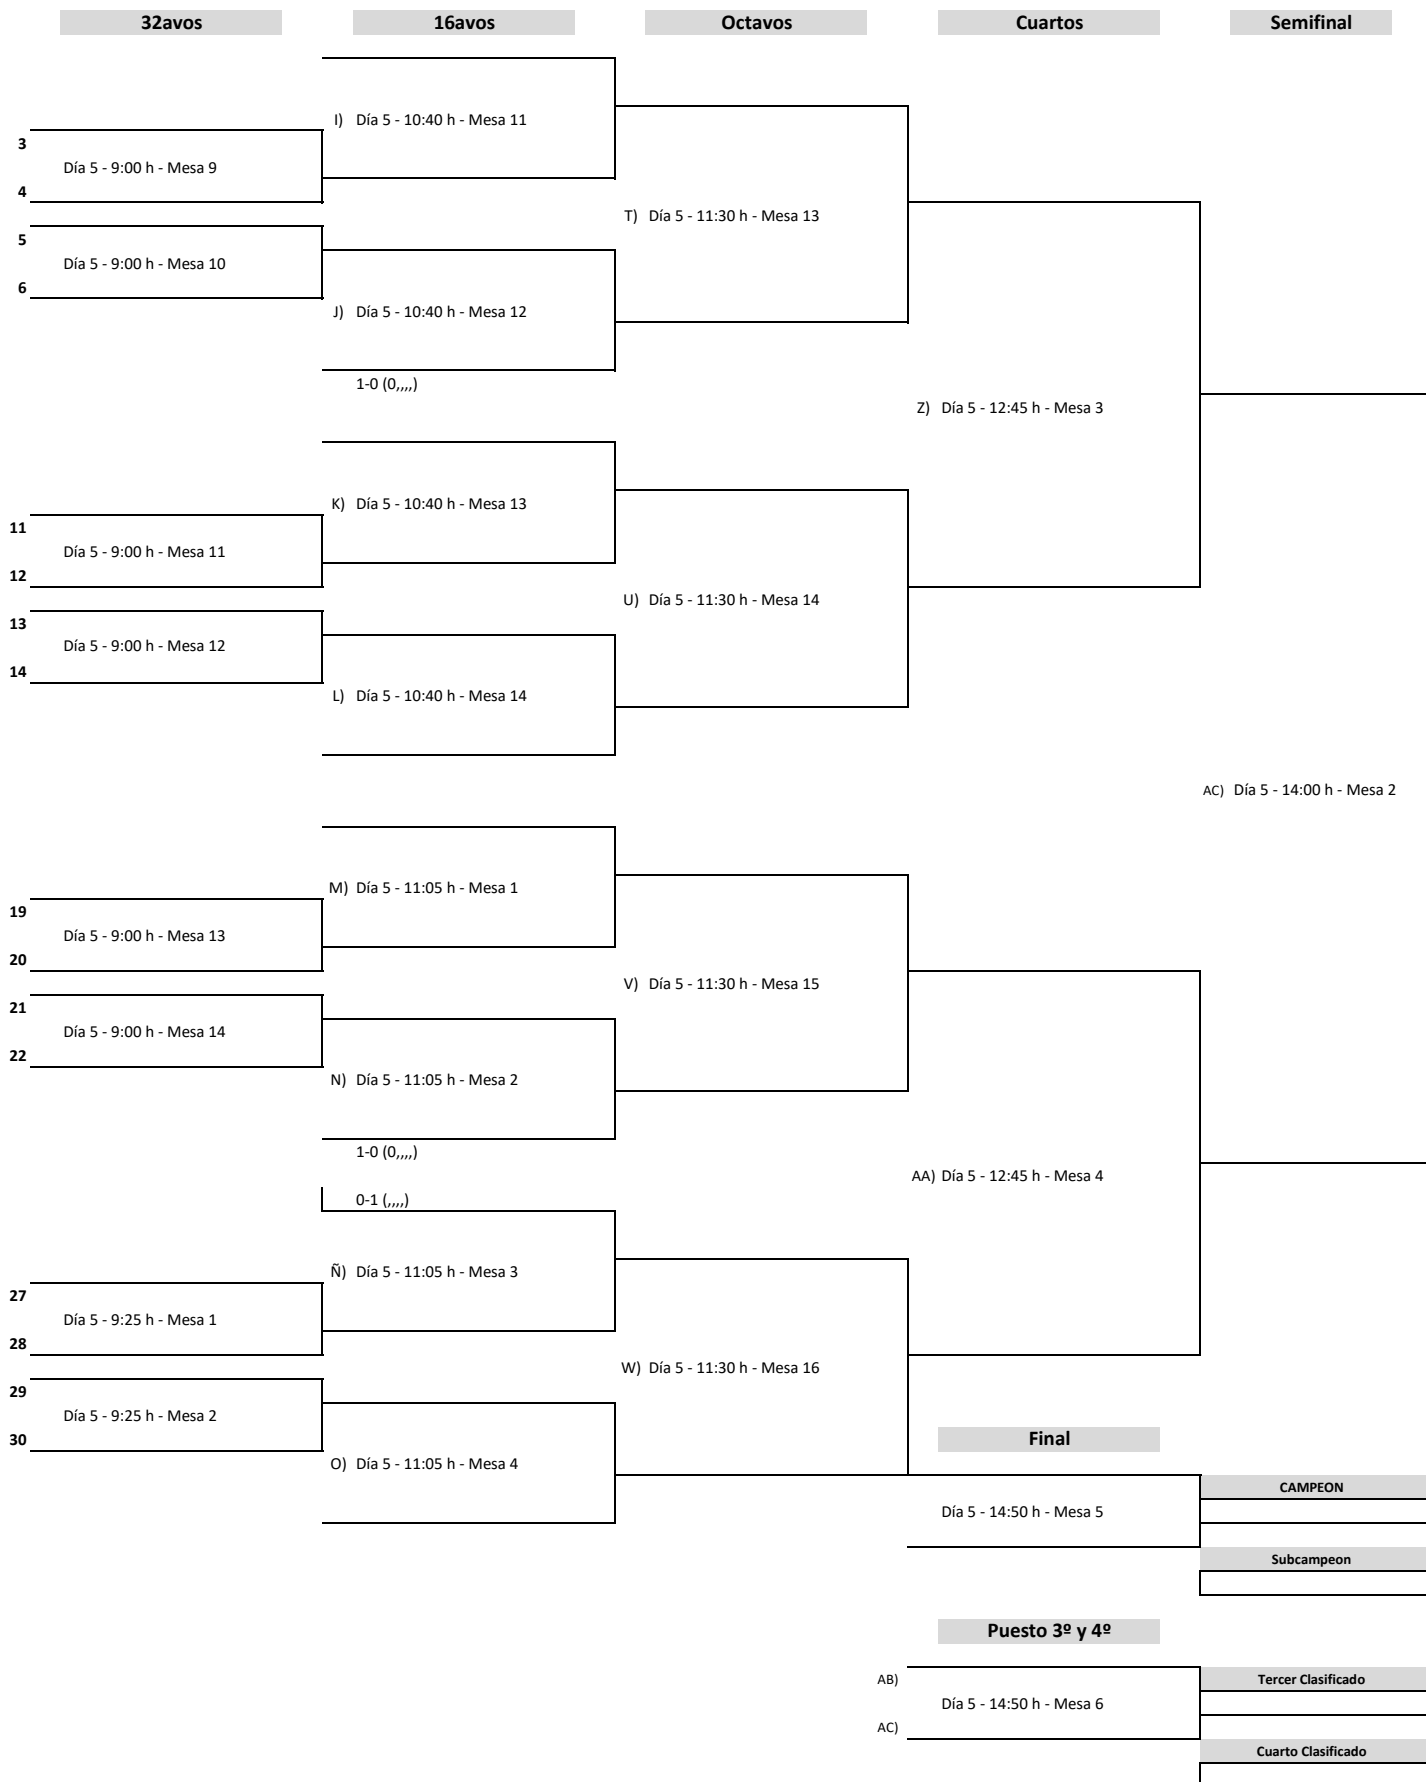 32avos 16avos Octavos Cuartos Semifinal
I) Día 5 - 10:40 h - Mesa 11
3
Día 5 - 9:00 h - Mesa 9
4
T) Día 5 - 11:30 h - Mesa 13
5
Día 5 - 9:00 h - Mesa 10
6
J) Día 5 - 10:40 h - Mesa 12
1-0 (0,,,,)
Z) Día 5 - 12:45 h - Mesa 3
K) Día 5 - 10:40 h - Mesa 13
11
Día 5 - 9:00 h - Mesa 11
12
U) Día 5 - 11:30 h - Mesa 14
13
Día 5 - 9:00 h - Mesa 12
14
L) Día 5 - 10:40 h - Mesa 14
AC) Día 5 - 14:00 h - Mesa 2
M) Día 5 - 11:05 h - Mesa 1
19
Día 5 - 9:00 h - Mesa 13
20
V) Día 5 - 11:30 h - Mesa 15
21
Día 5 - 9:00 h - Mesa 14
22
N) Día 5 - 11:05 h - Mesa 2
1-0 (0,,,,)
AA) Día 5 - 12:45 h - Mesa 4
0-1 (,,,,)
Ñ) Día 5 - 11:05 h - Mesa 3
27
Día 5 - 9:25 h - Mesa 1
28
W) Día 5 - 11:30 h - Mesa 16
29
Día 5 - 9:25 h - Mesa 2
30
Final
O) Día 5 - 11:05 h - Mesa 4
CAMPEON
Día 5 - 14:50 h - Mesa 5
Subcampeon
Puesto 3º y 4º
AB)
Tercer Clasificado
Día 5 - 14:50 h - Mesa 6
AC)
Cuarto Clasificado